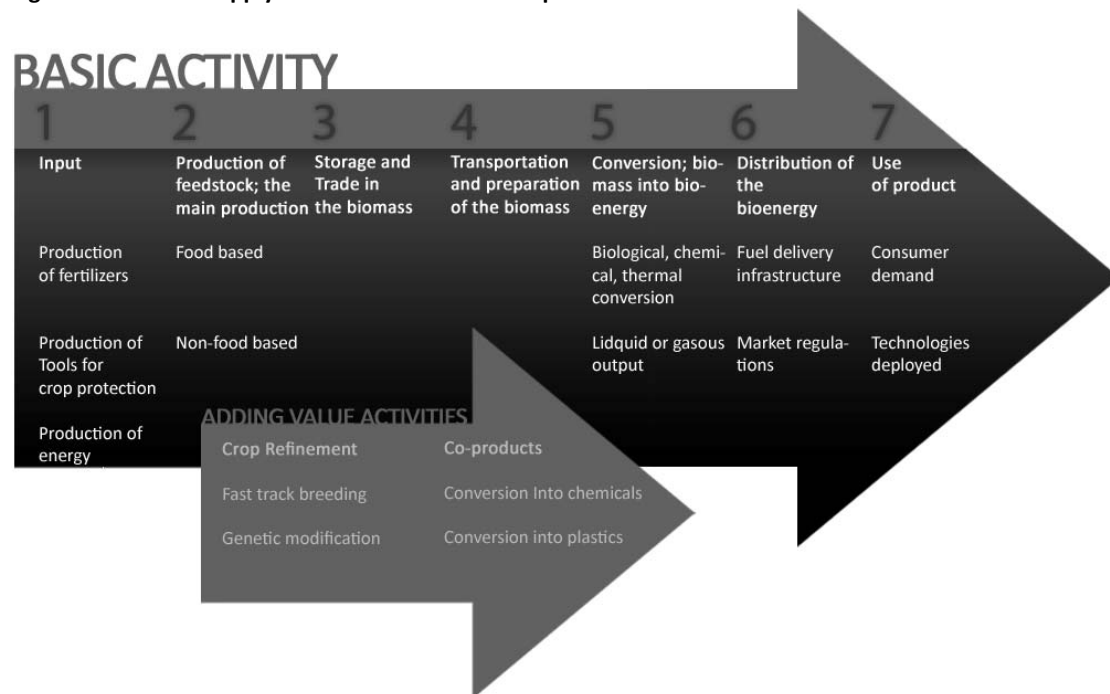 BASIC ACTIVITY
1 2 3 4 5 6 7
Input
Production of
feedstock; the
main production
Storage and
Trade in
the biomass
Transportation
and preparation
of the biomass
Conversion; bio-
mass into bio-
energy
Distribution of
the
bioenergy
Use
of product
Production
of fertilizers
Food based
Biological, chemi-
cal, thermal
conversion
Fuel delivery
infrastructure
Consumer
demand
Production of
Tools for
crop protection
Non-food based
Lidquid or gasous
output
Market regula-
tions
Technologies
deployed
Production of
energy
ADDING VALUE ACTIVITIES
Crop Refinement
Co-products
Fast track breeding
Conversion Into chemicals
Genetic modification
Conversion into plastics